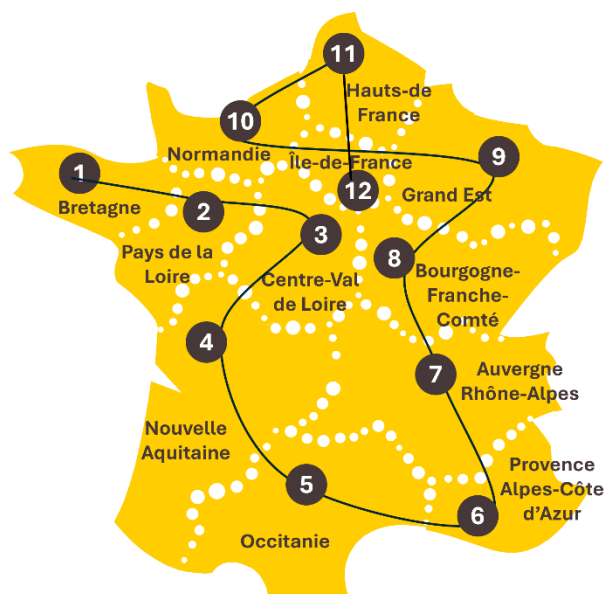 11
Hauts-de
France
10
Normandie
Île-de-France
9
1
Bretagne
12
Grand Est
2
3
Pays de la
Loire
8
Centre-Val
de Loire
Bourgogne-
Franche-
Comté
4
7
Auvergne
Rhône-Alpes
Nouvelle
Aquitaine
5
Provence
Alpes-Côte
d'Azur
6
Occitanie